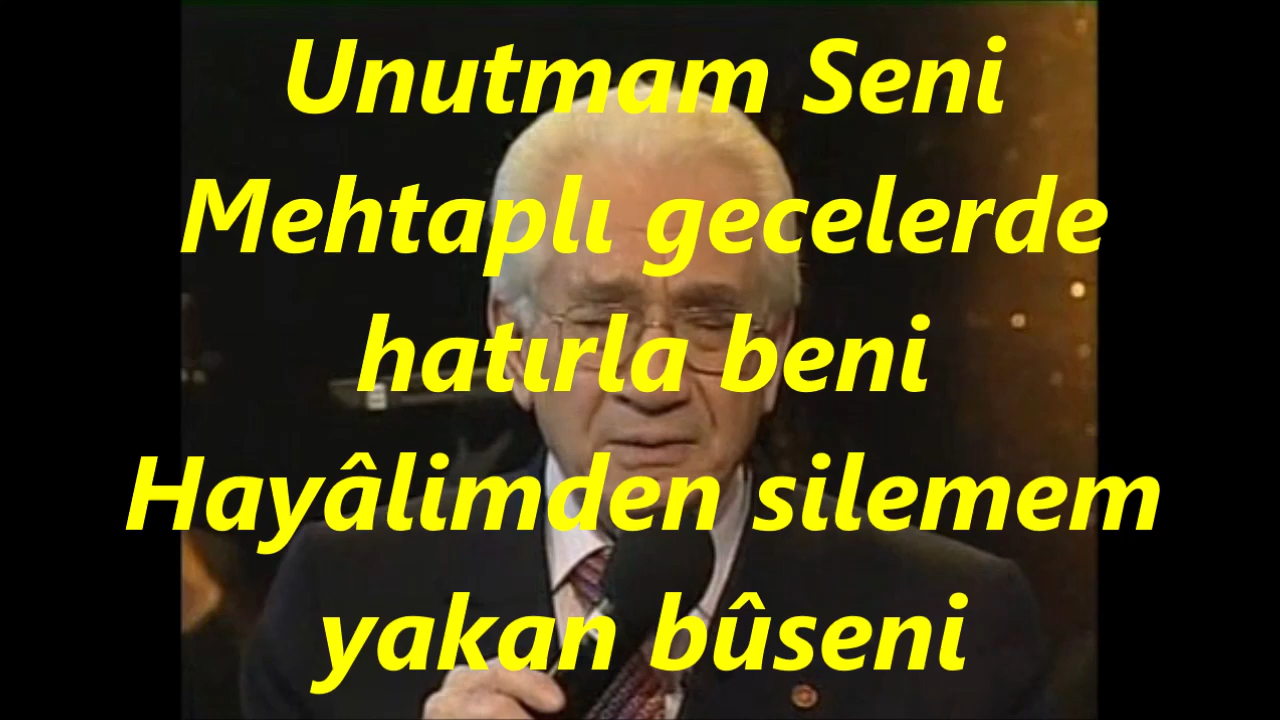 Unutmam Seni
Mehtaplı gecelerde
hatırla beni
Hayâlimden silemem
yakan bûseni